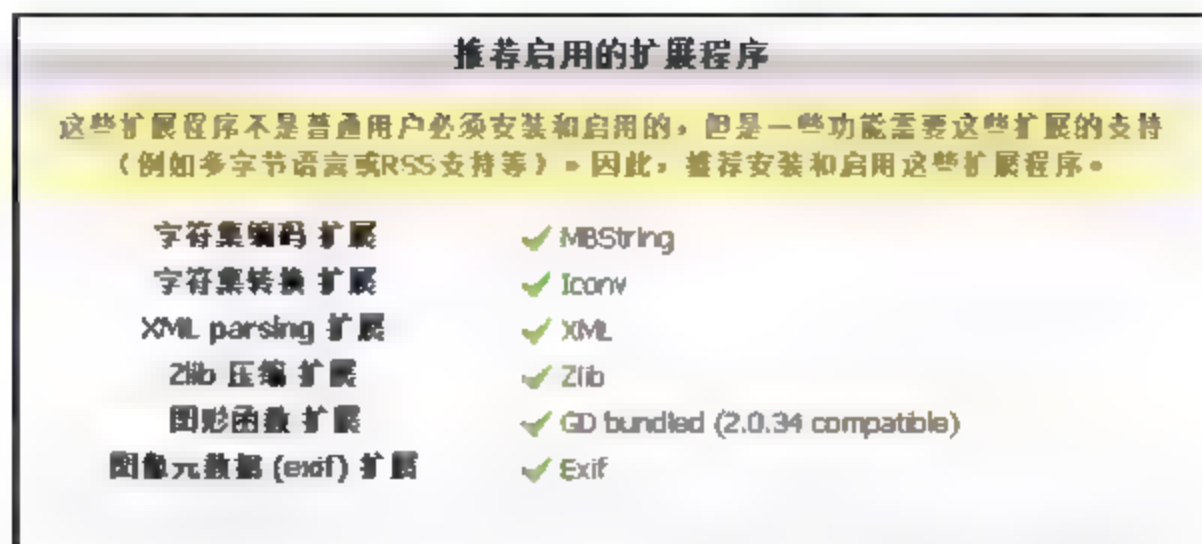 推荐启用的扩展程序
这些扩展程序不是普通用户必须安装和启用的，但是一些功能需要这些扩展的支持
（例如多字节语言或RSS支持等）。因此，推荐安装和启用这些扩展程序。
字符集编码 扩展 MBString
字符集转换 扩展 Iconv
XML parsing 扩展 XML
Zlib 压缩 扩展 Zlib
图形函数 扩展 GD bundled (2.0.34 compatible)
图像元数据 (exif) 扩展 Exif